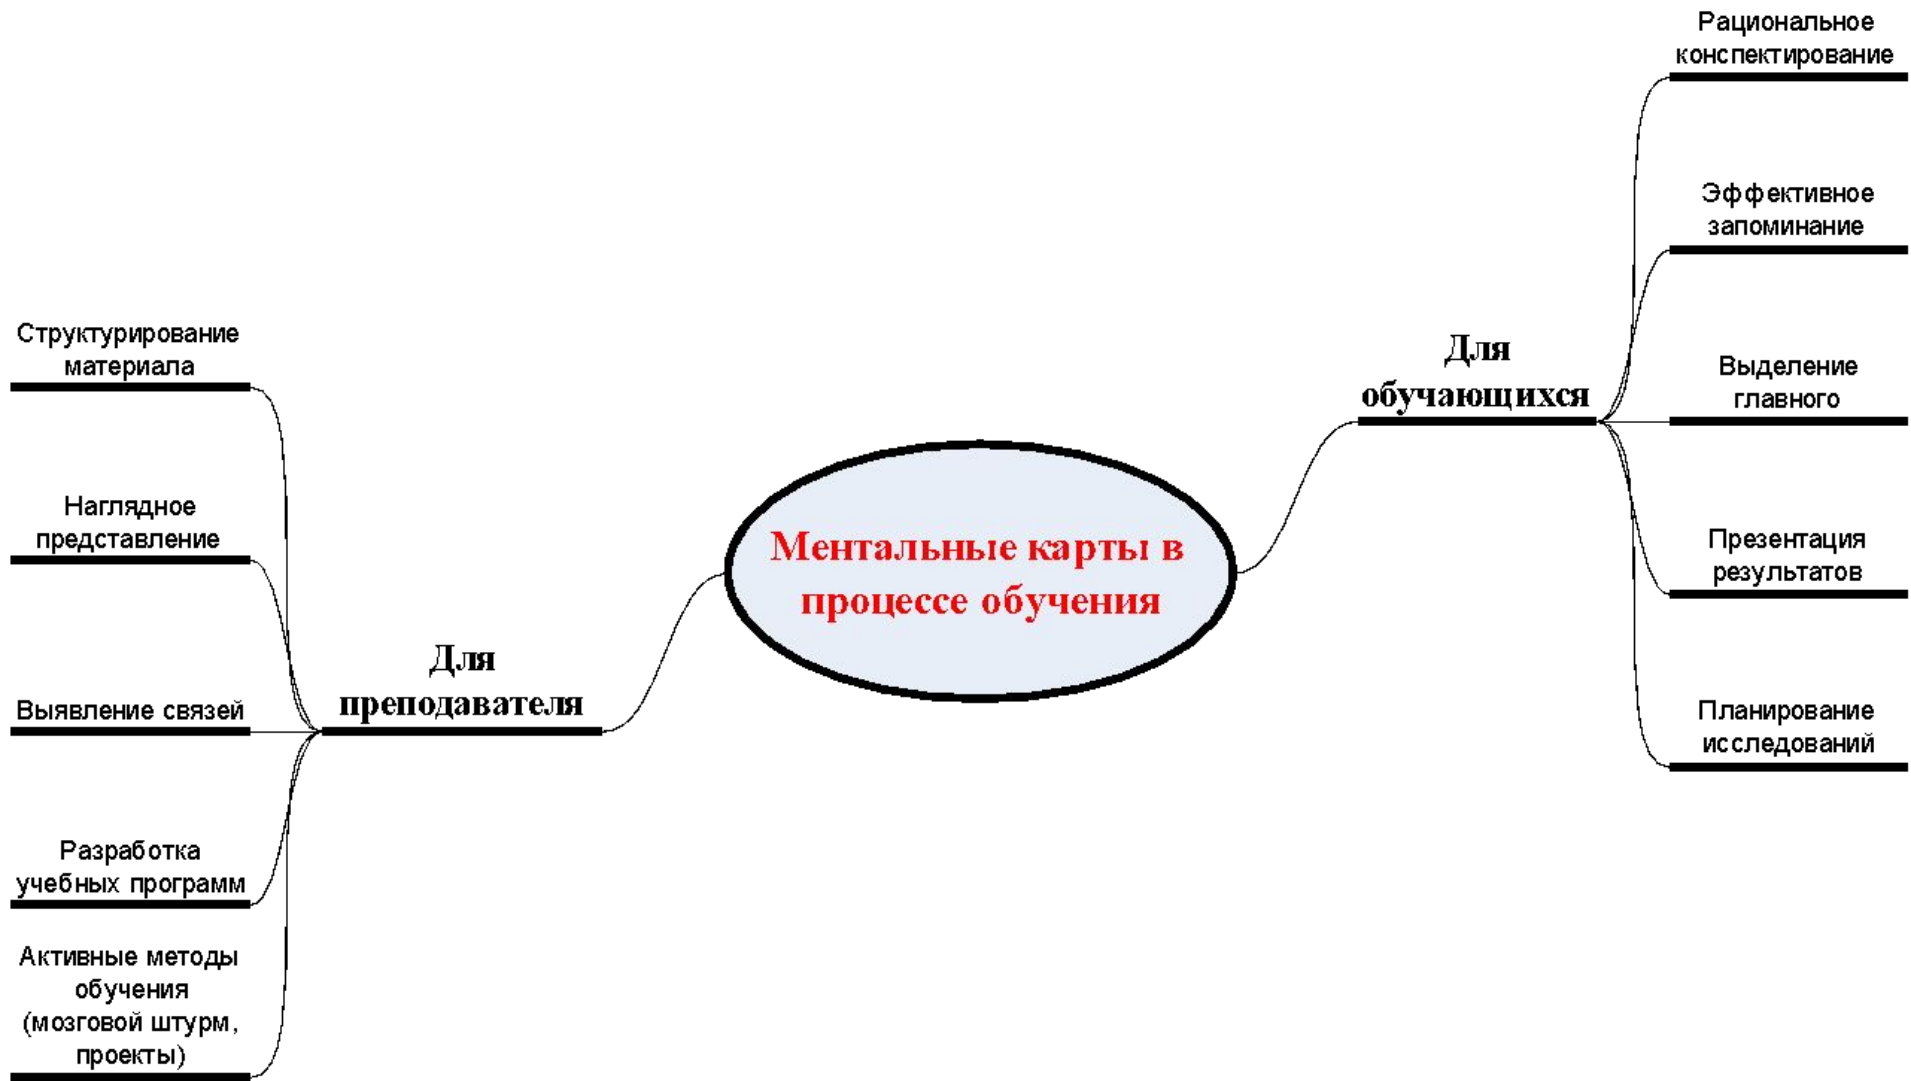 Ментальные карты в
процессе обучения
Для
обучающихся
Рациональное
конспектирование
Эффективное
запоминание
Выделение
главного
Презентация
результатов
Планирование
исследований
Для
преподавателя
Структурирование
материала
Наглядное
представление
Выявление связей
Разработка
учебных программ
Активные методы
обучения
(мозговой штурм,
проекты)